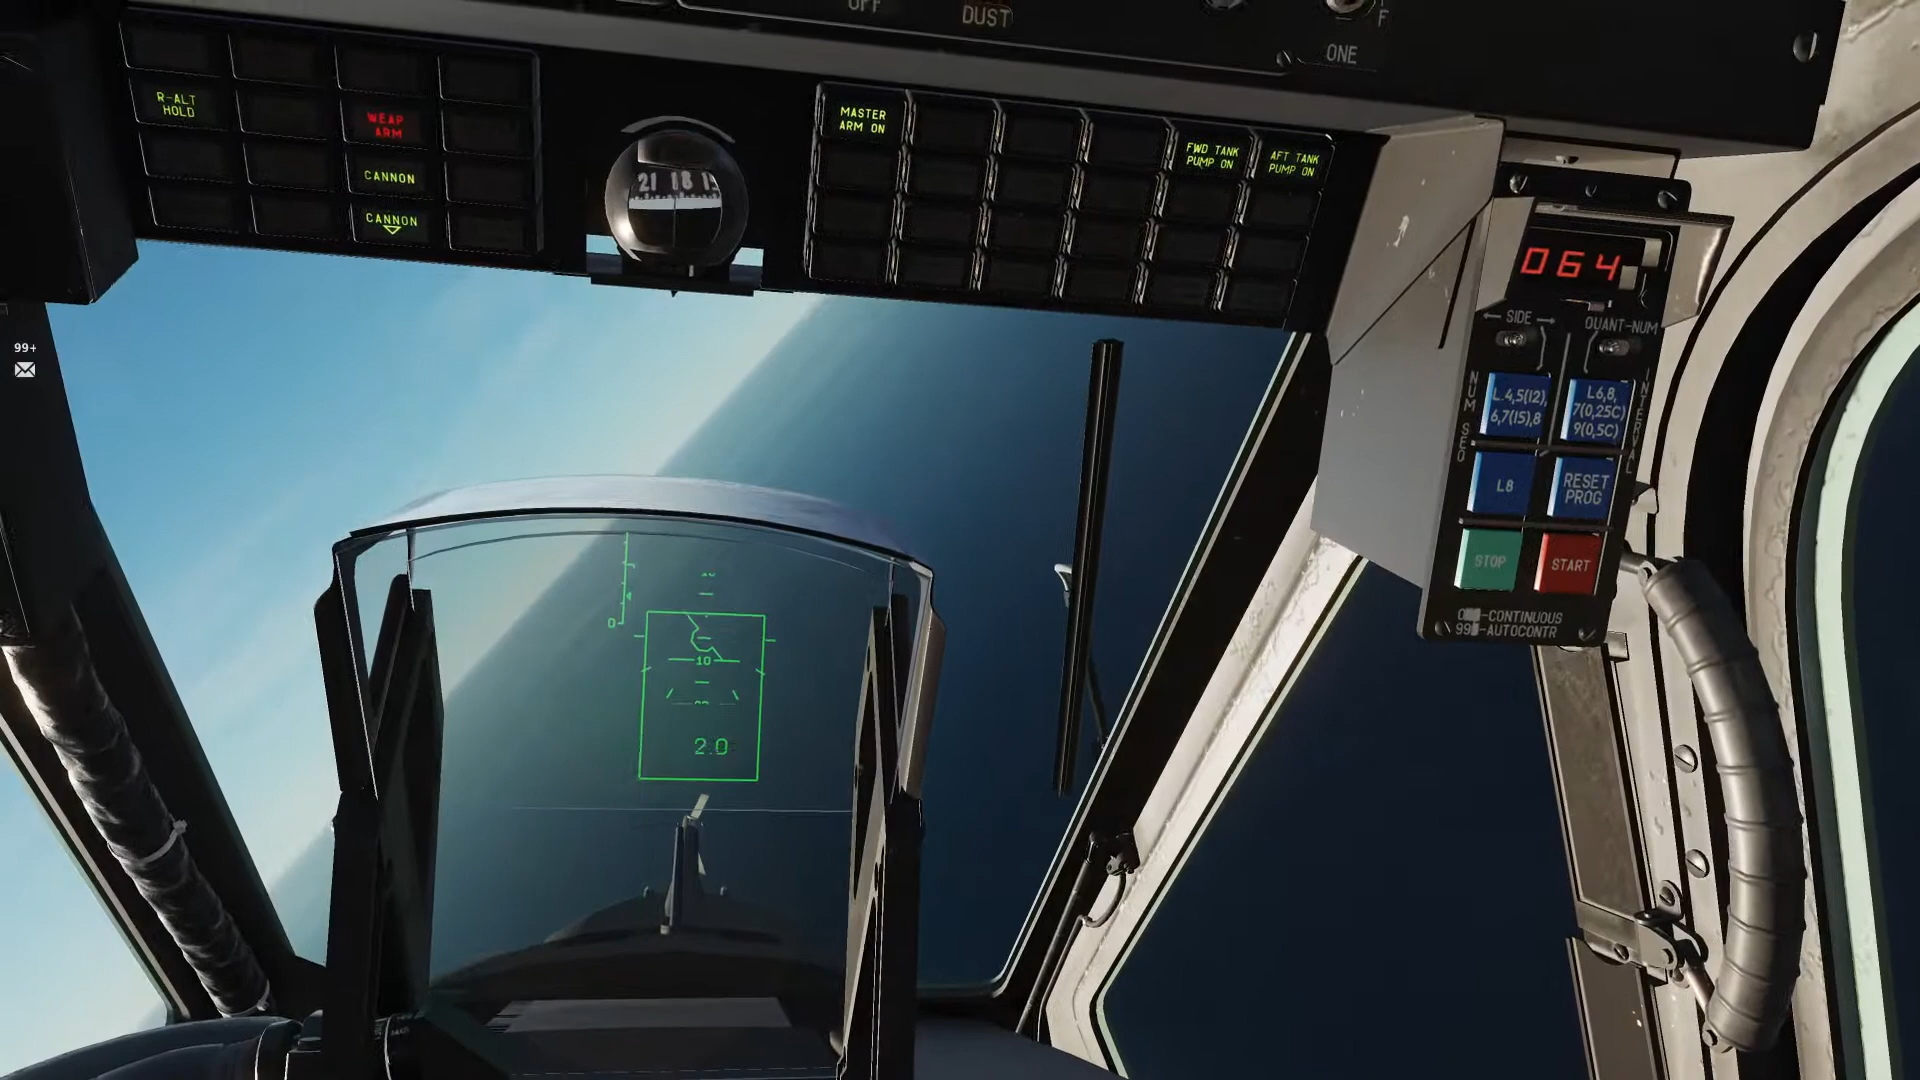 OFF
DUST
F
ONE
R-ALT
HOLD
WEAP
ARM
CANNON
CANNON
21 18 15
MASTER
ARM ON
FWD TANK
PUMP ON
AFT TANK
PUMP ON
064
← SIDE →
QUANT-NUM
NUM SEQ
INTERVAL
L.4,5(12),
6,7(15),8
L6,8,
7(0,25C)
9(0,5C)
L8
RESET
PROG
STOP
START
-CONTINUOUS
-AUTOCONTR
99+
0
10
2.0